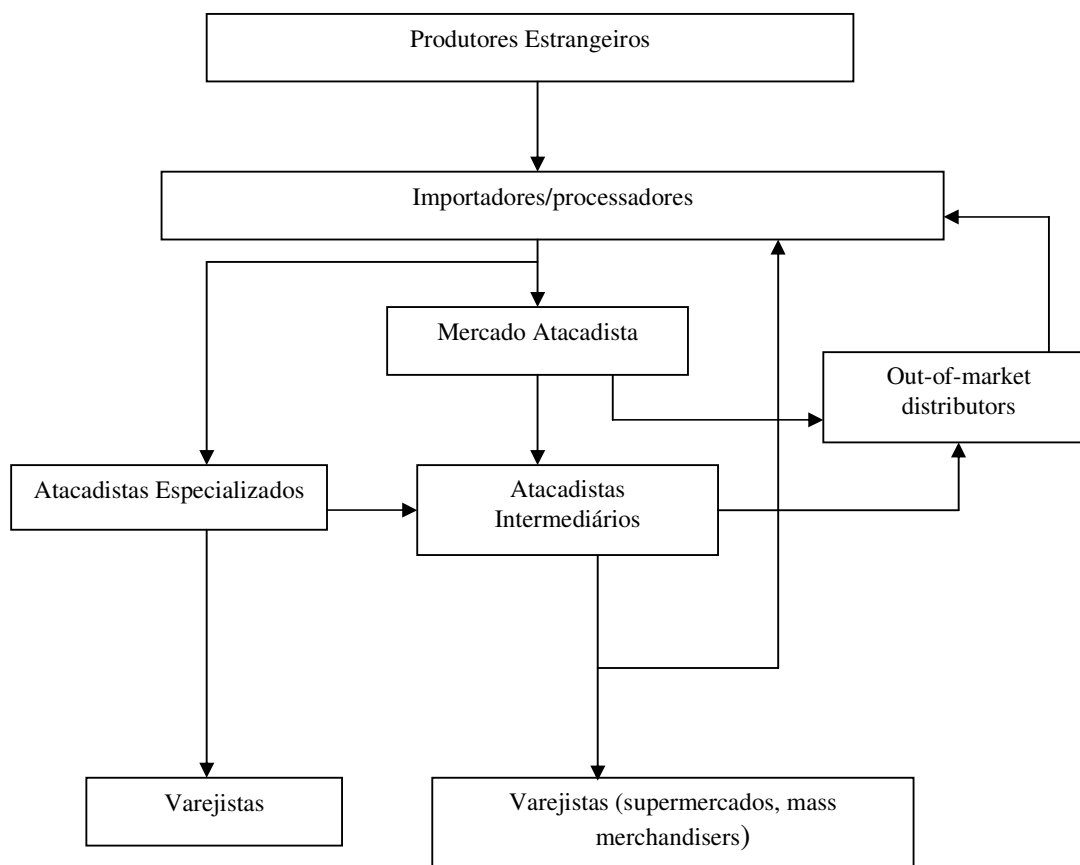 Produtores Estrangeiros
Importadores/processadores
Mercado Atacadista
Out-of-market
distributors
Atacadistas Especializados
Atacadistas
Intermediários
Varejistas
Varejistas (supermercados, mass
merchandisers)